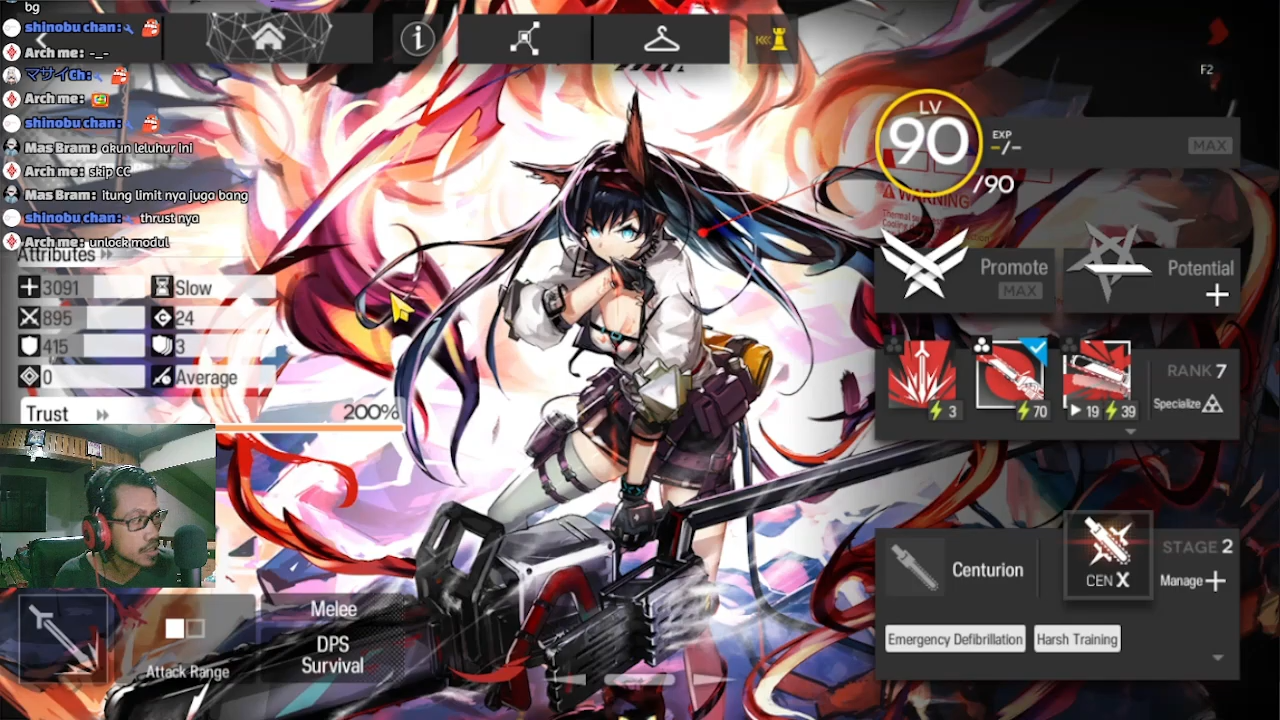 bg
shinobu chan:
Arch me: -_-
マサイCh:
Arch me:
shinobu chan:
Mas Bram: akun leluhur ini
Arch me: skip CC
Mas Bram: itung limit nya juga bang
shinobu chan: thrust nya
Arch me: unlock modul
F2
LV
90
/90
EXP
-/-
MAX
WARNING
Promote
MAX
Potential
Attributes
3091
Slow
895
24
415
3
0
Average
Trust
200%
3
70
19
39
RANK 7
Specialize
Centurion
CEN X
STAGE 2
Manage
Emergency Defibrillation
Harsh Training
Attack Range
Melee
DPS
Survival